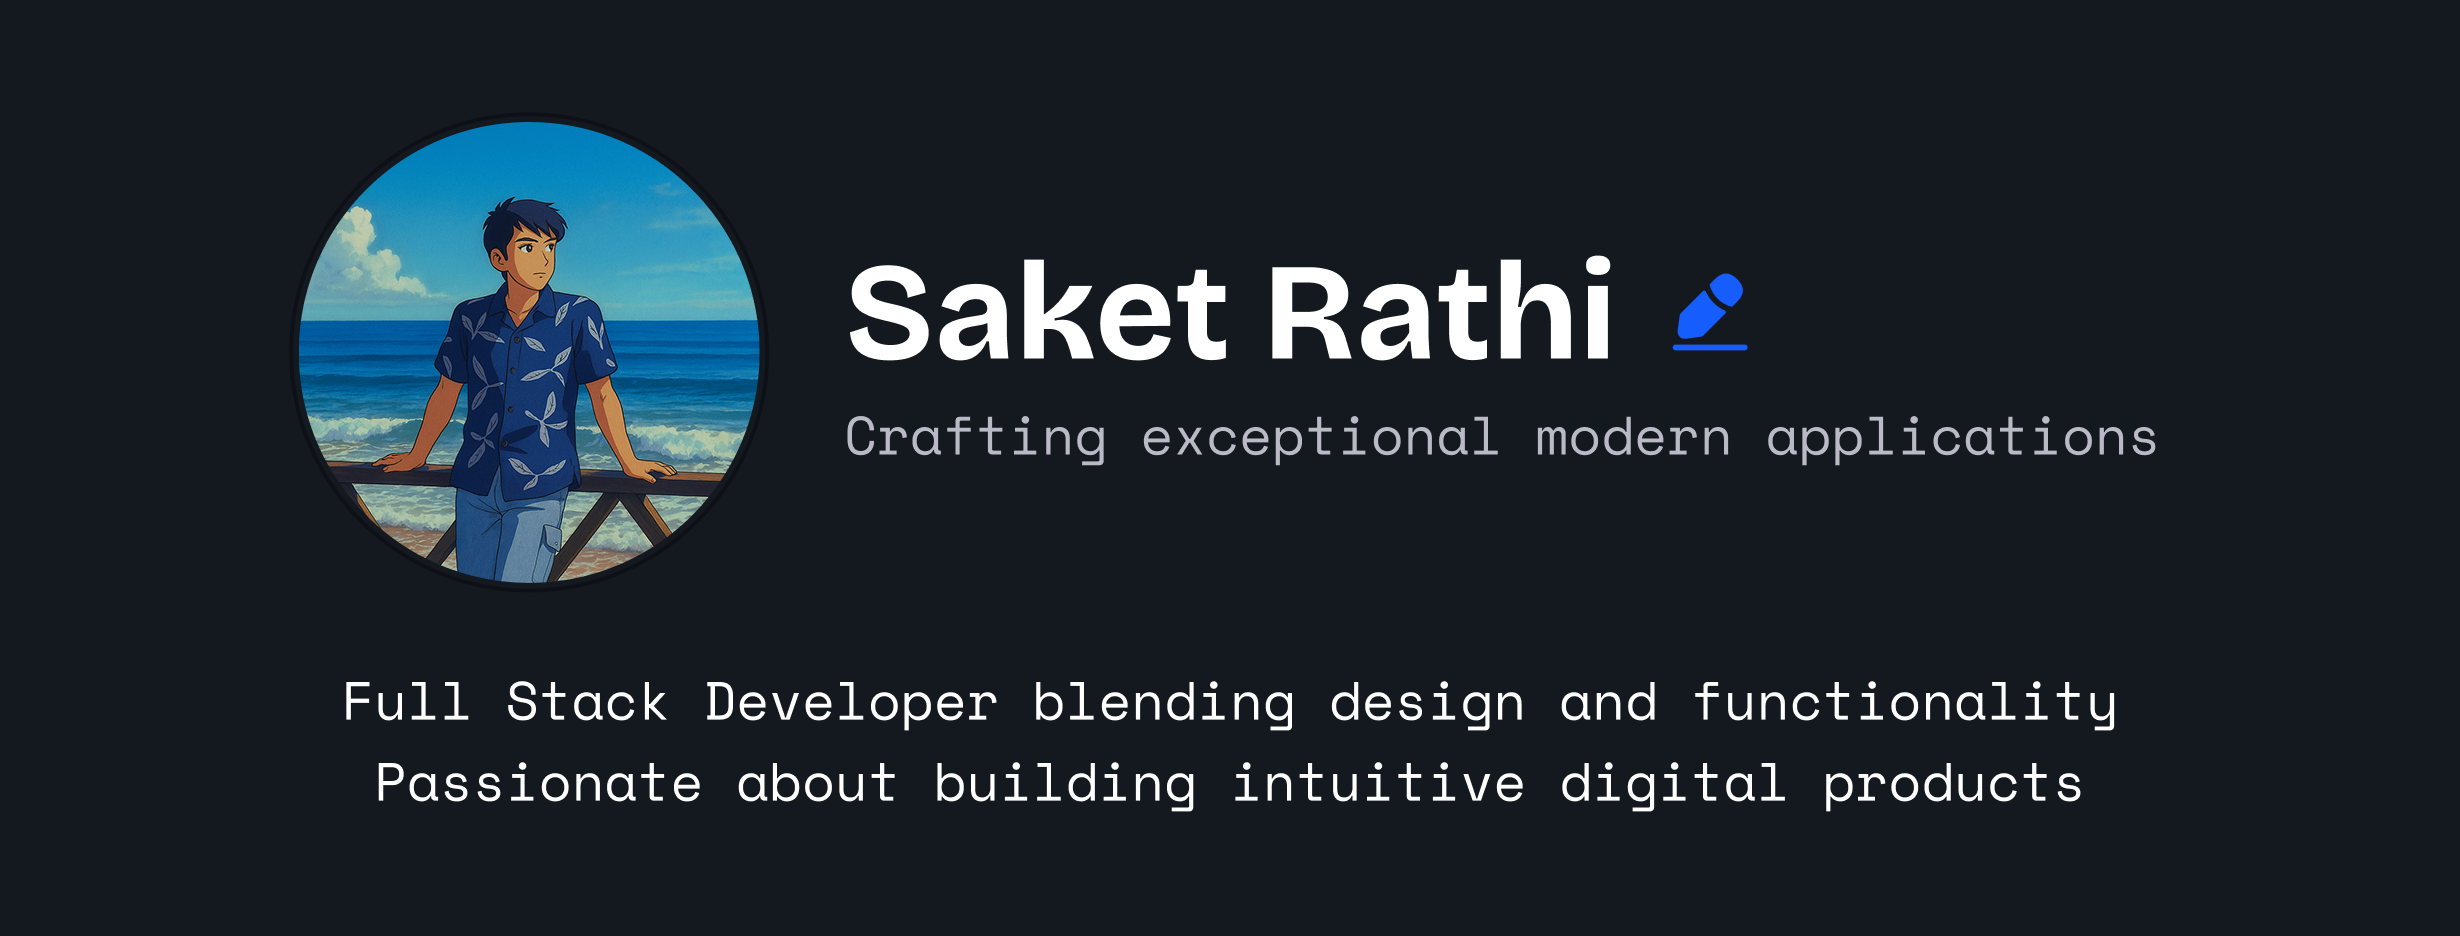 Saket Rathi
Crafting exceptional modern applications
Full Stack Developer blending design and functionality
Passionate about building intuitive digital products